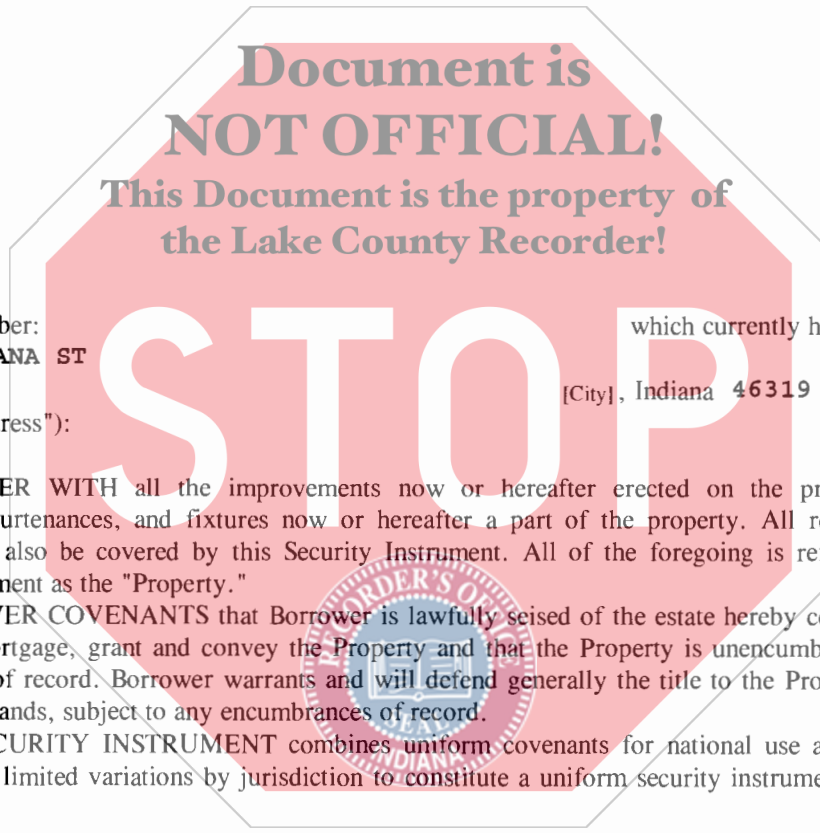 Document is
NOT OFFICIAL!
This Document is the property of
the Lake County Recorder!
STOP
ber: which currently h
ANA ST
[City], Indiana 46319
ress"):
ER WITH all the improvements now or hereafter erected on the pr
urtenances, and fixtures now or hereafter a part of the property. All r
also be covered by this Security Instrument. All of the foregoing is re
nent as the "Property."
ER COVENANTS that Borrower is lawfully seised of the estate hereby c
rtgage, grant and convey the Property and that the Property is unencumb
of record. Borrower warrants and will defend generally the title to the Pro
ands, subject to any encumbrances of record.
CURITY INSTRUMENT combines uniform covenants for national use a
limited variations by jurisdiction to constitute a uniform security instrume
RECORDER'S OFFICE
SEAL
INDIANA